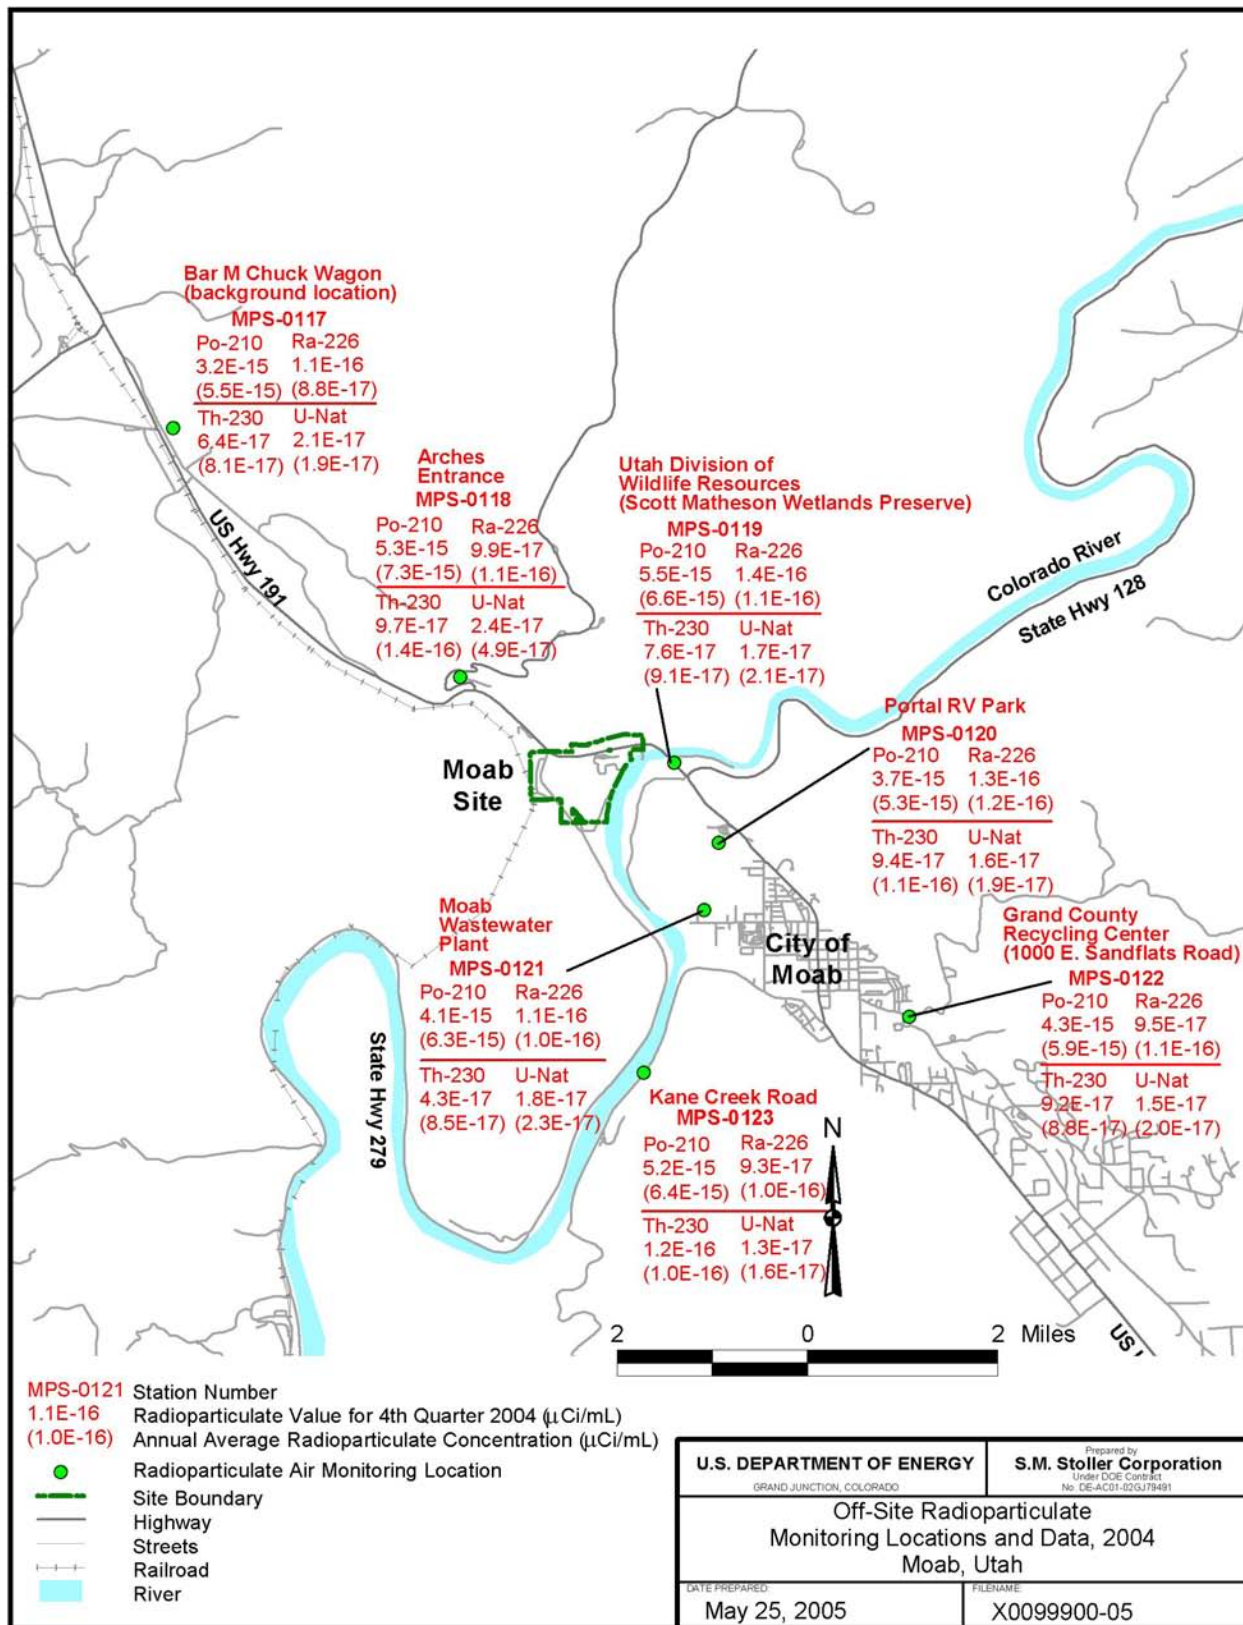 Bar M Chuck Wagon
(background location)
MPS-0117
Po-210 Ra-226
3.2E-15 1.1E-16
(5.5E-15) (8.8E-17)
Th-230 U-Nat
6.4E-17 2.1E-17
(8.1E-17) (1.9E-17)
US Hwy 191
Arches
Entrance
MPS-0118
Po-210 Ra-226
5.3E-15 9.9E-17
(7.3E-15) (1.1E-16)
Th-230 U-Nat
9.7E-17 2.4E-17
(1.4E-16) (4.9E-17)
Utah Division of
Wildlife Resources
(Scott Matheson Wetlands Preserve)
MPS-0119
Po-210 Ra-226
5.5E-15 1.4E-16
(6.6E-15) (1.1E-16)
Th-230 U-Nat
7.6E-17 1.7E-17
(9.1E-17) (2.1E-17)
Colorado River
State Hwy 128
Portal RV Park
MPS-0120
Po-210 Ra-226
3.7E-15 1.3E-16
(5.3E-15) (1.2E-16)
Th-230 U-Nat
9.4E-17 1.6E-17
(1.1E-16) (1.9E-17)
Moab
Site
Moab
Wastewater
Plant
MPS-0121
Po-210 Ra-226
4.1E-15 1.1E-16
(6.3E-15) (1.0E-16)
Th-230 U-Nat
4.3E-17 1.8E-17
(8.5E-17) (2.3E-17)
City of
Moab
Grand County
Recycling Center
(1000 E. Sandflats Road)
MPS-0122
Po-210 Ra-226
4.3E-15 9.5E-17
(5.9E-15) (1.1E-16)
Th-230 U-Nat
9.2E-17 1.5E-17
(8.8E-17) (2.0E-17)
State Hwy 279
Kane Creek Road
MPS-0123
Po-210 Ra-226
5.2E-15 9.3E-17
(6.4E-15) (1.0E-16)
Th-230 U-Nat
1.2E-16 1.3E-17
(1.0E-16) (1.6E-17)
N
2 0 2 Miles
US
MPS-0121 Station Number
1.1E-16 Radioparticulate Value for 4th Quarter 2004 (μCi/mL)
(1.0E-16) Annual Average Radioparticulate Concentration (μCi/mL)
Radioparticulate Air Monitoring Location
Site Boundary
Highway
Streets
Railroad
River
U.S. DEPARTMENT OF ENERGY
GRAND JUNCTION, COLORADO
Prepared by
S.M. Stoller Corporation
Under DOE Contract
No. DE-AC01-02GJ79491
Off-Site Radioparticulate
Monitoring Locations and Data, 2004
Moab, Utah
DATE PREPARED:
May 25, 2005
FILENAME:
X0099900-05